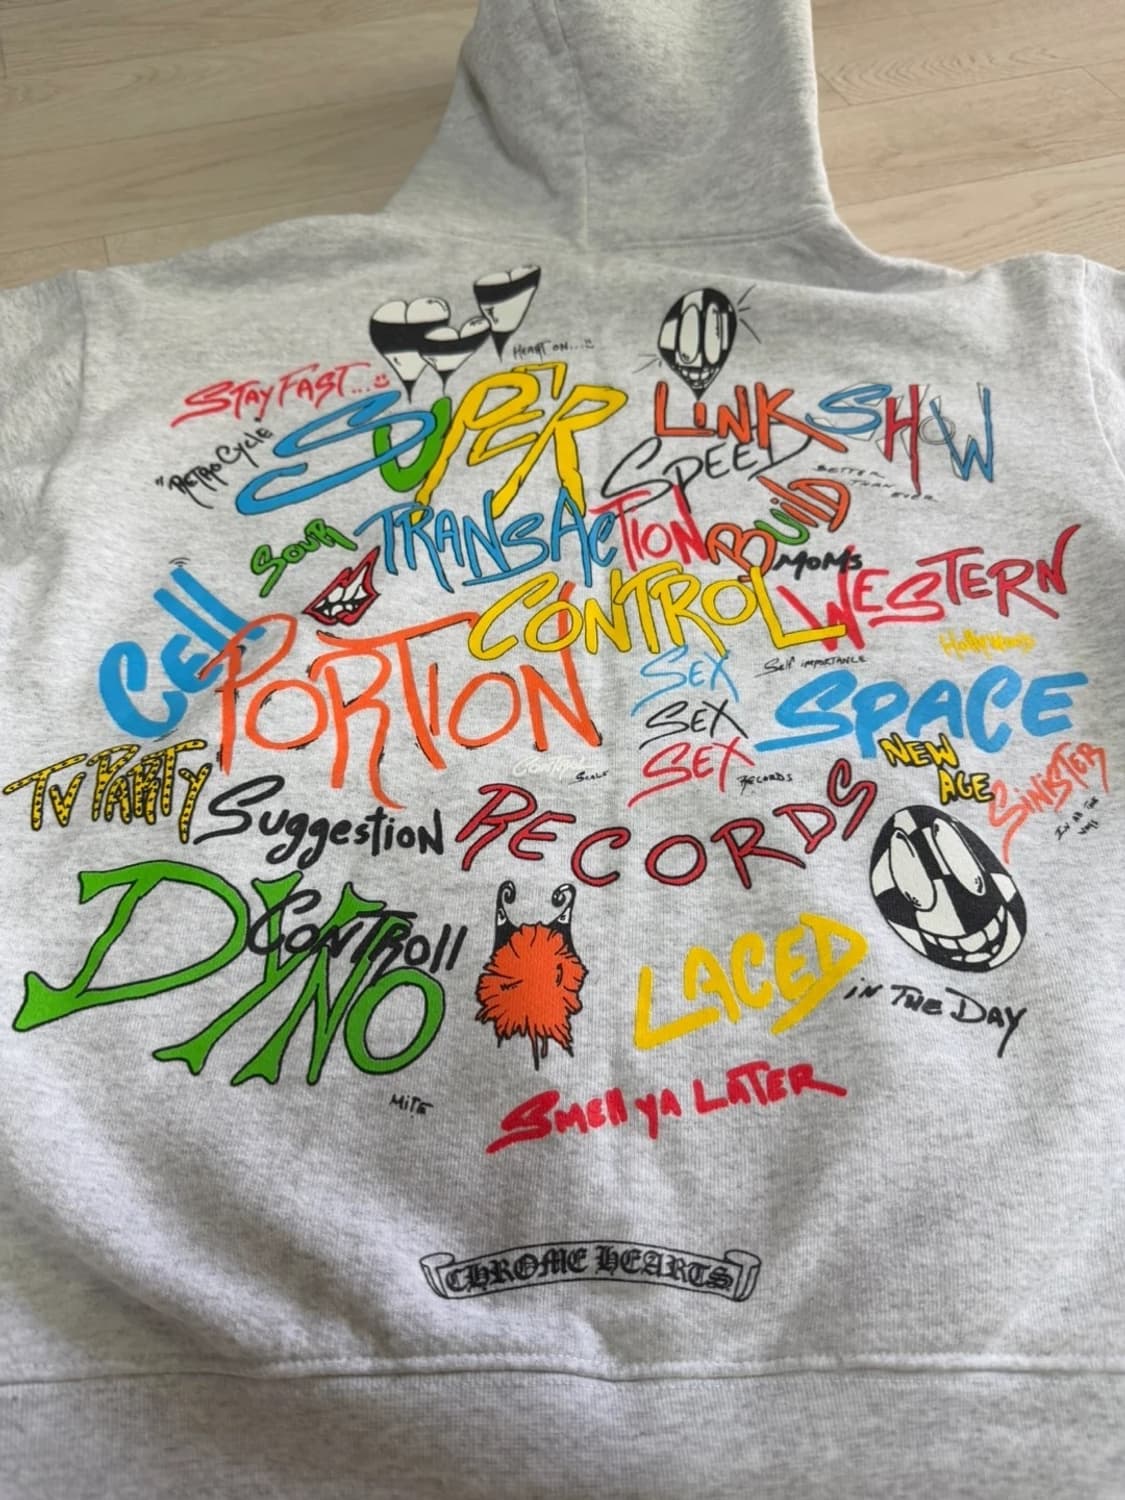 HEART ON...
STAY FAST...
SUPER
LINK SHOW
"RETRO CYCLE"
SPEED
BETTER
THAN EVER
SOUR
TRANSACTION
BUILD
MOMS
CONTROL
WESTERN
Cell
PORTION
HOLLYWOOD
SEX
Self IMPORTANCE
SPACE
SEX
TV PARTY
SEX
RECORDS
NEW
AGE
SINISTER
Suggestion
RECORDS
DYNO
CONTRoll
LACED
iN THE DAY
MITE
SMEll YA LATER
CHROME HEARTS